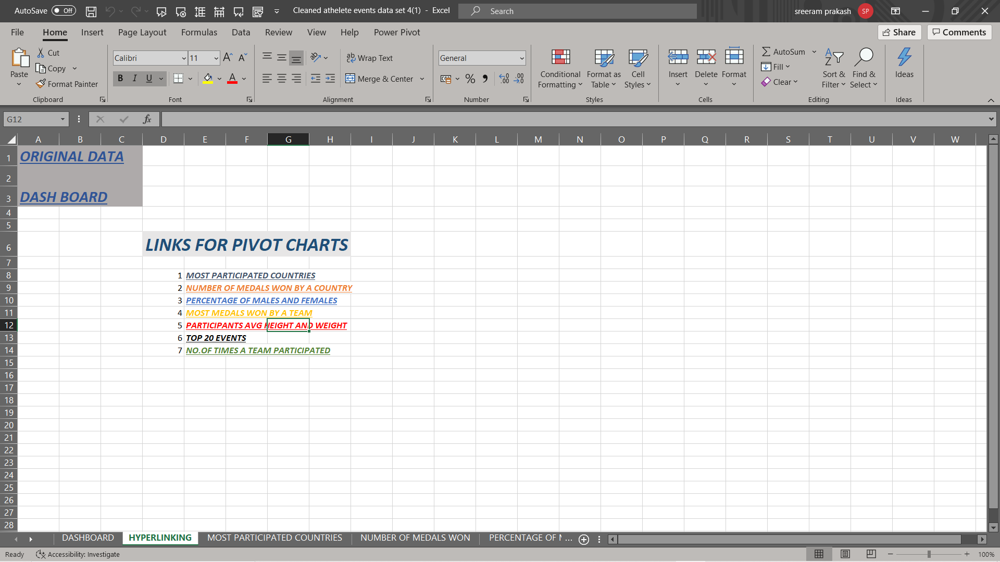 AutoSave Off Cleaned athelete events data set 4(1) - Excel Search sreeram prakash SP
File Home Insert Page Layout Formulas Data Review View Help Power Pivot Share Comments
Paste Cut Copy Format Painter
Clipboard
Calibri 11 A A
B I U A
Font
ab Wrap Text
Merge & Center
Alignment
General
% 9 .00 .00
Number
Conditional Formatting
Format as Table
Cell Styles
Styles
Insert Delete Format
Cells
AutoSum
Fill
Clear
Sort & Filter
Find & Select
Editing
Ideas
Ideas
G12 fx
A B C D E F G H I J K L M N O P Q R S T U V W
1 ORIGINAL DATA
2
3 DASH BOARD
4
5
6 LINKS FOR PIVOT CHARTS
7
8 1 MOST PARTICIPATED COUNTRIES
9 2 NUMBER OF MEDALS WON BY A COUNTRY
10 3 PERCENTAGE OF MALES AND FEMALES
11 4 MOST MEDALS WON BY A TEAM
12 5 PARTICIPANTS AVG HEIGHT AND WEIGHT
13 6 TOP 20 EVENTS
14 7 NO.OF TIMES A TEAM PARTICIPATED
15
16
17
18
19
20
21
22
23
24
25
26
27
28
DASHBOARD HYPERLINKING MOST PARTICIPATED COUNTRIES NUMBER OF MEDALS WON PERCENTAGE OF ...
Ready Accessibility: Investigate 100%